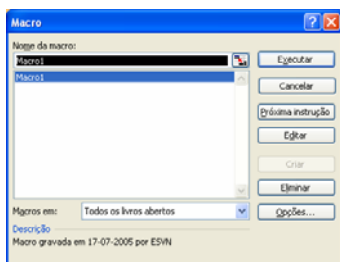 Macro
Nome da macro:
Macro1
Macro1
Executar
Cancelar
Próxima instrução
Editar
Criar
Eliminar
Opções...
Macros em:
Todos os livros abertos
Descrição
Macro gravada em 17-07-2005 por ESVN